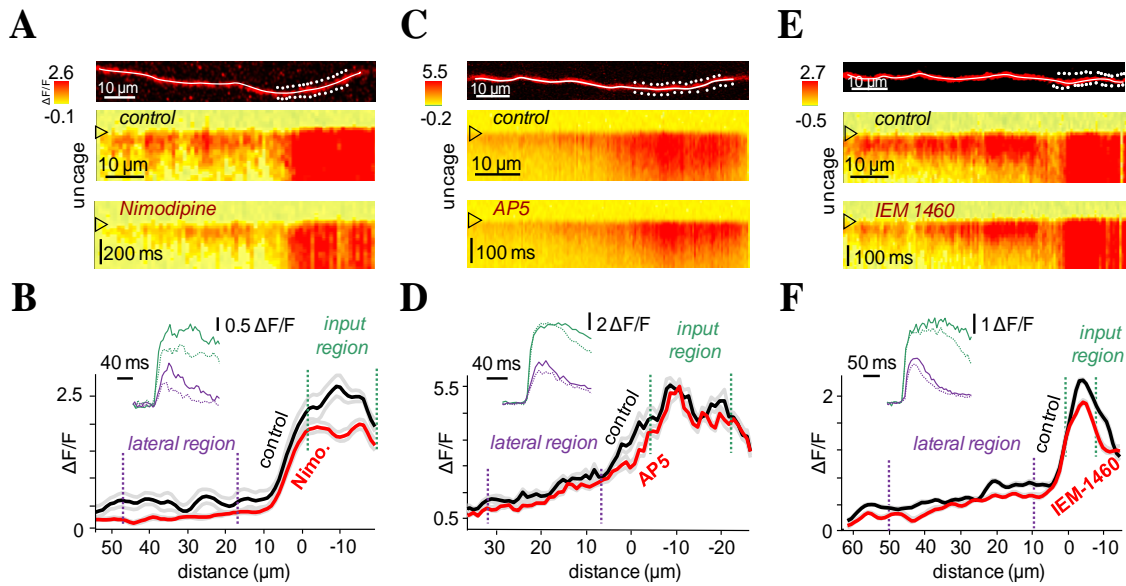 A
2.6
ΔF/F
-0.1
10 µm
control
10 µm
uncage
Nimodipine
200 ms
B
0.5 ΔF/F
40 ms
input
region
lateral region
control
Nimo.
ΔF/F
2.5
0
50 40 30 20 10 0 -10
distance (µm)
C
5.5
-0.2
10 µm
control
10 µm
uncage
AP5
100 ms
D
2 ΔF/F
40 ms
input
region
lateral region
control
AP5
ΔF/F
5.5
0.5
30 20 10 0 -10 -20
distance (µm)
E
2.7
-0.5
10 µm
control
10 µm
uncage
IEM 1460
100 ms
F
1 ΔF/F
50 ms
input
region
lateral region
control
IEM-1460
ΔF/F
2
0
60 50 40 30 20 10 0 -10
distance (µm)